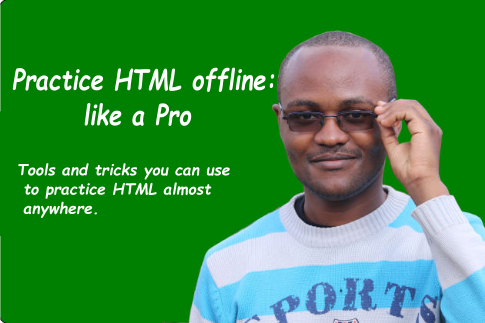 Practice HTML offline:
like a Pro
Tools and tricks you can use
to practice HTML almost
anywhere.
SPORTS